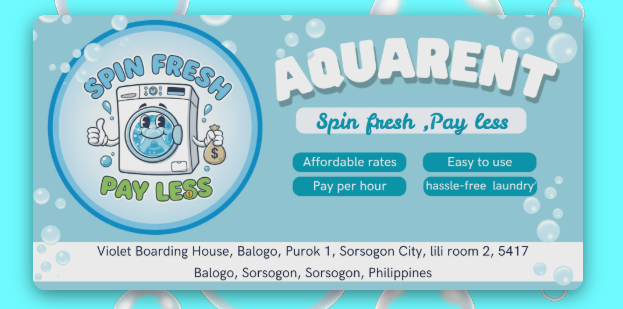 SPIN FRESH
$
PAY LESS
AQUARENT
Spin fresh ,Pay less
Affordable rates
Easy to use
Pay per hour
hassle-free laundry'
Violet Boarding House, Balogo, Purok 1, Sorsogon City, lili room 2, 5417
Balogo, Sorsogon, Sorsogon, Philippines